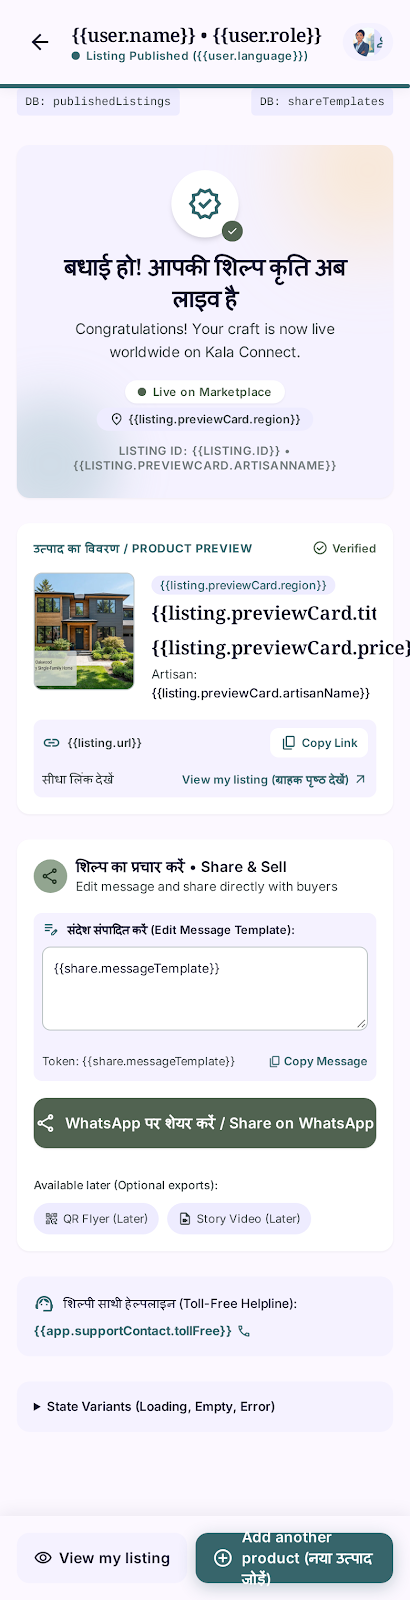 {{user.name}} • {{user.role}}
Listing Published ({{user.language}})
DB: publishedListings
DB: shareTemplates
बधाई हो! आपकी शिल्प कृति अब
लाइव है
Congratulations! Your craft is now live
worldwide on Kala Connect.
Live on Marketplace
{{listing.previewCard.region}}
LISTING ID: {{LISTING.ID}} •
{{LISTING.PREVIEWCARD.ARTISANNAME}}
उत्पाद का विवरण / PRODUCT PREVIEW
Verified
{{listing.previewCard.region}}
{{listing.previewCard.tit
{{listing.previewCard.price}
Artisan:
{{listing.previewCard.artisanName}}
{{listing.url}}
Copy Link
सीधा लिंक देखें
View my listing (ग्राहक पृष्ठ देखें)
शिल्प का प्रचार करें • Share & Sell
Edit message and share directly with buyers
संदेश संपादित करें (Edit Message Template):
{{share.messageTemplate}}
Token: {{share.messageTemplate}}
Copy Message
WhatsApp पर शेयर करें / Share on WhatsApp
Available later (Optional exports):
QR Flyer (Later)
Story Video (Later)
शिल्पी साथी हेल्पलाइन (Toll-Free Helpline):
{{app.supportContact.tollFree}}
State Variants (Loading, Empty, Error)
View my listing
Add another
product (नया उत्पाद
जोड़ें)